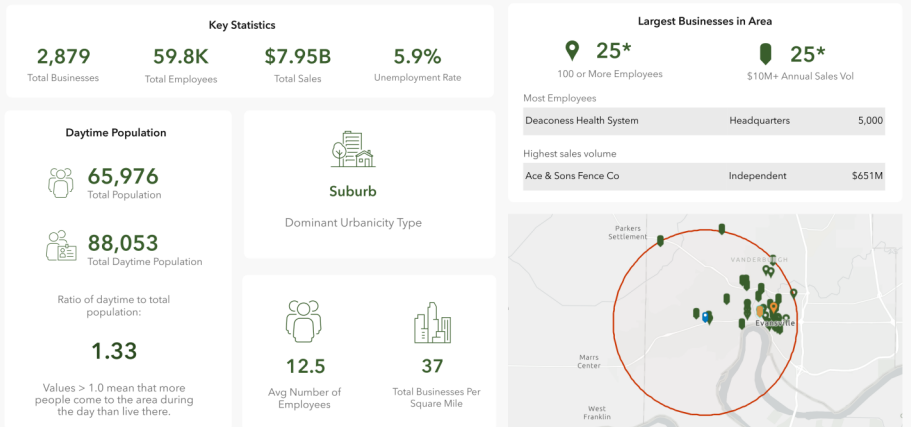 Key Statistics
2,879
Total Businesses
59.8K
Total Employees
$7.95B
Total Sales
5.9%
Unemployment Rate
Daytime Population
65,976
Total Population
88,053
Total Daytime Population
Ratio of daytime to total
population:
1.33
Values > 1.0 mean that more
people come to the area during
the day than live there.
Suburb
Dominant Urbanicity Type
12.5
Avg Number of
Employees
37
Total Businesses Per
Square Mile
Largest Businesses in Area
25*
100 or More Employees
25*
$10M+ Annual Sales Vol
Most Employees
Deaconess Health System Headquarters 5,000
Highest sales volume
Ace & Sons Fence Co Independent $651M
Parkers
Settlement
VANDERBURGH
Evansville
Marrs
Center
West
Franklin